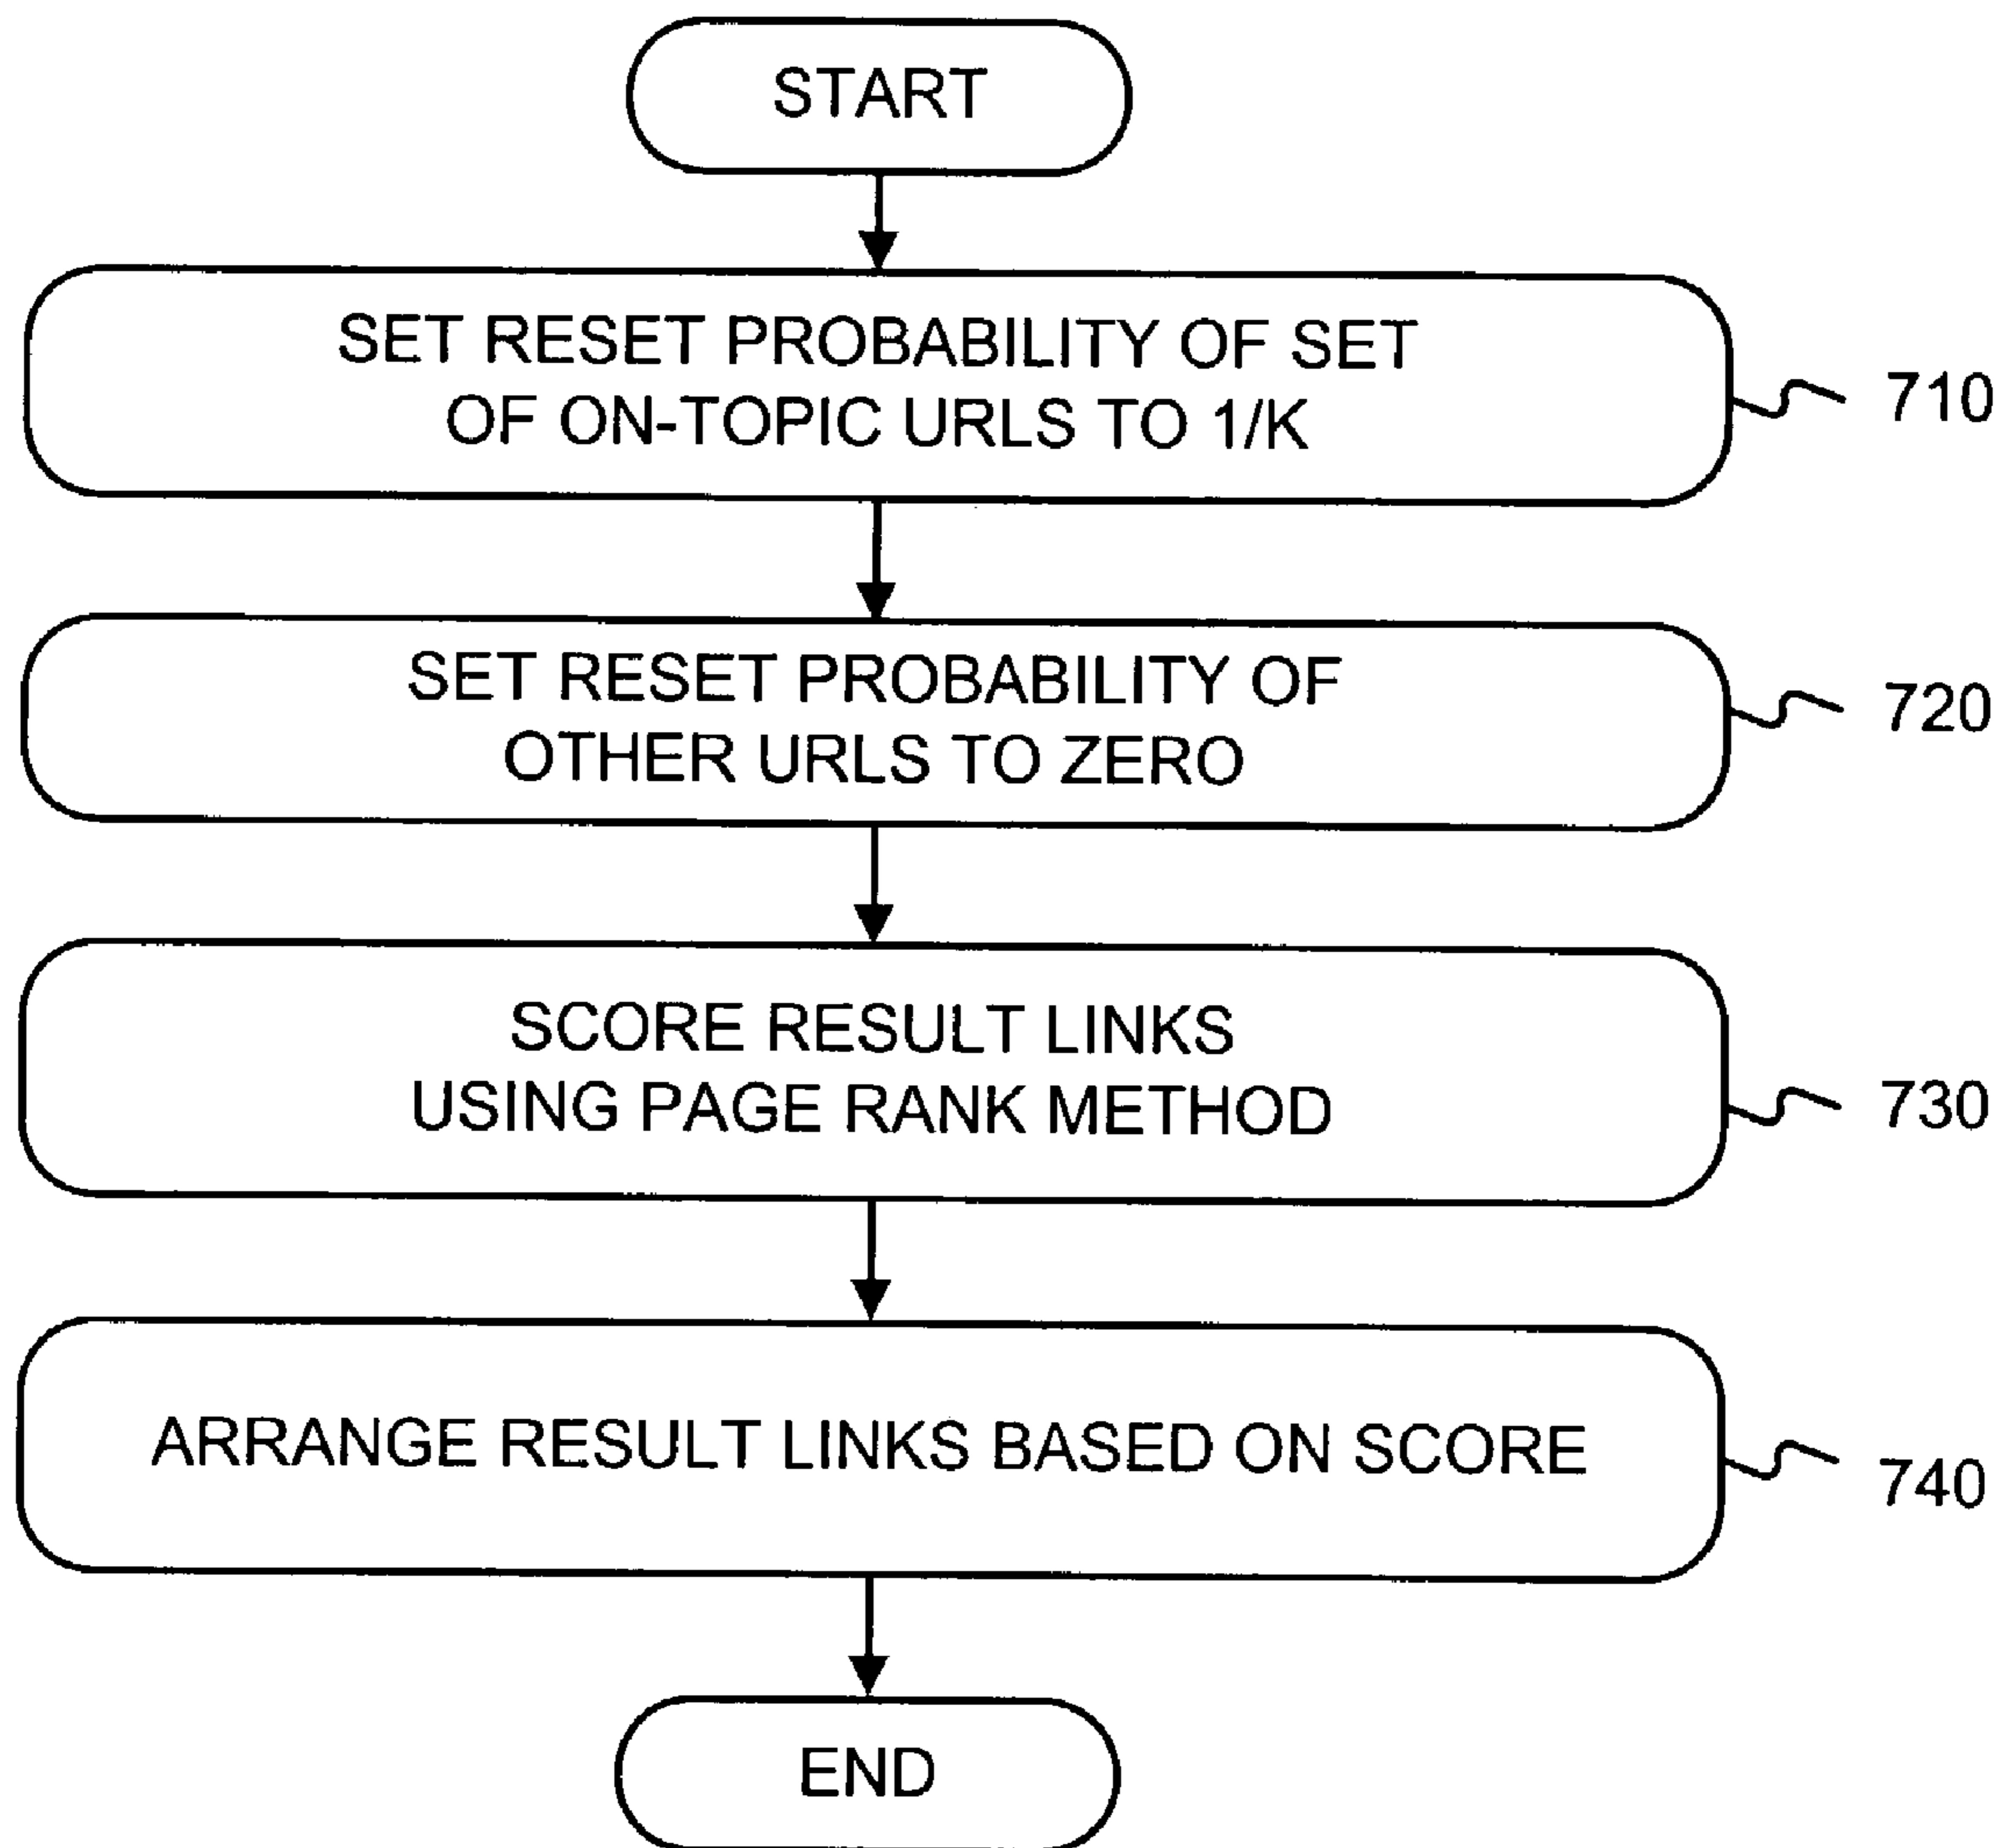 START
SET RESET PROBABILITY OF SET
OF ON-TOPIC URLS TO 1/K
710
SET RESET PROBABILITY OF
OTHER URLS TO ZERO
720
SCORE RESULT LINKS
USING PAGE RANK METHOD
730
ARRANGE RESULT LINKS BASED ON SCORE
740
END